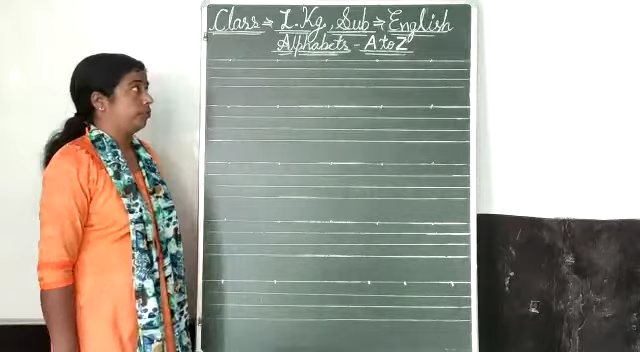 Class ⇒ L.Kg, Sub ⇒ English
Alphabets - A to Z